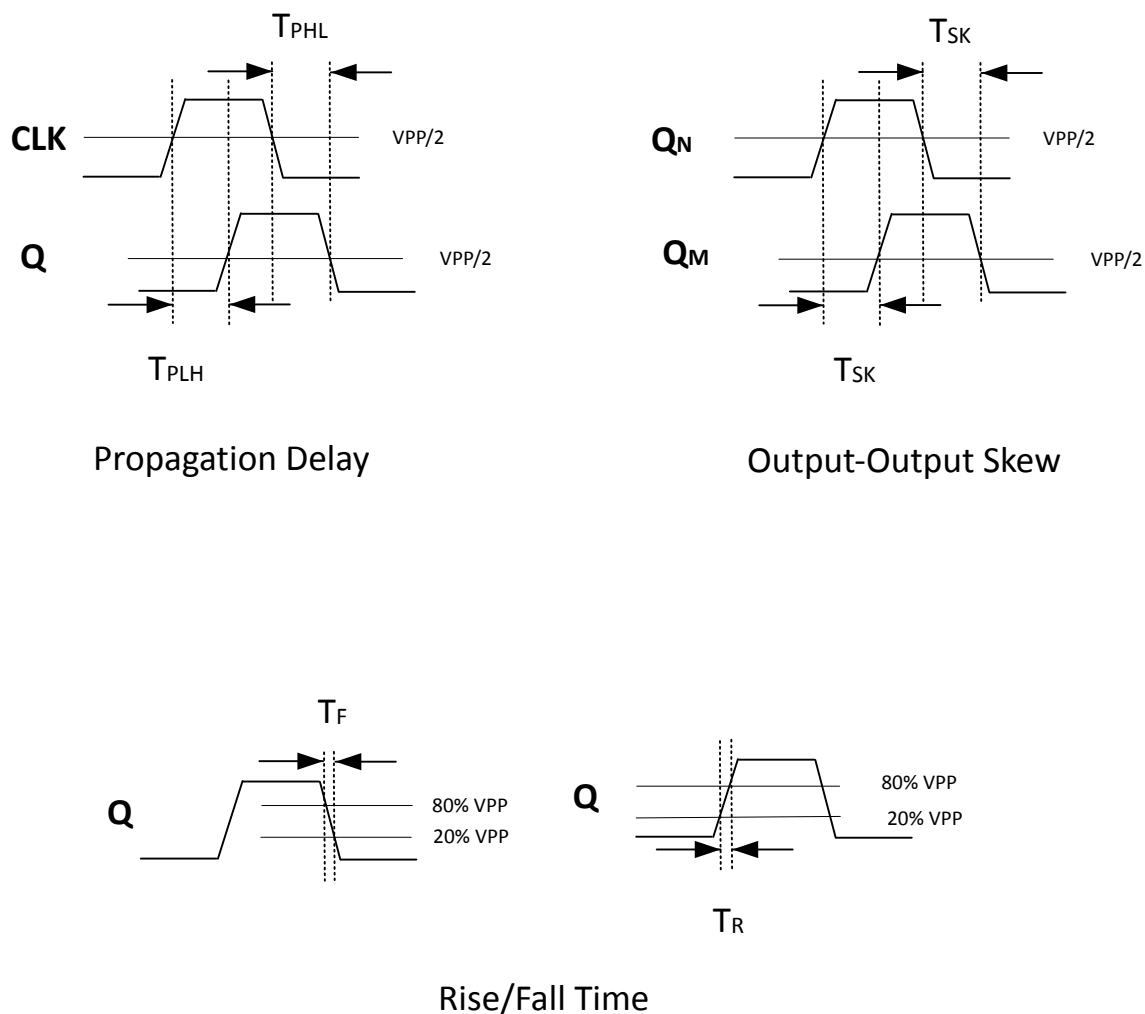 TPHL
CLK
VPP/2
Q
VPP/2
TPLH
Propagation Delay
TSK
QN
VPP/2
QM
VPP/2
TSK
Output-Output Skew
TF
Q
80% VPP
20% VPP
Q
80% VPP
20% VPP
TR
Rise/Fall Time